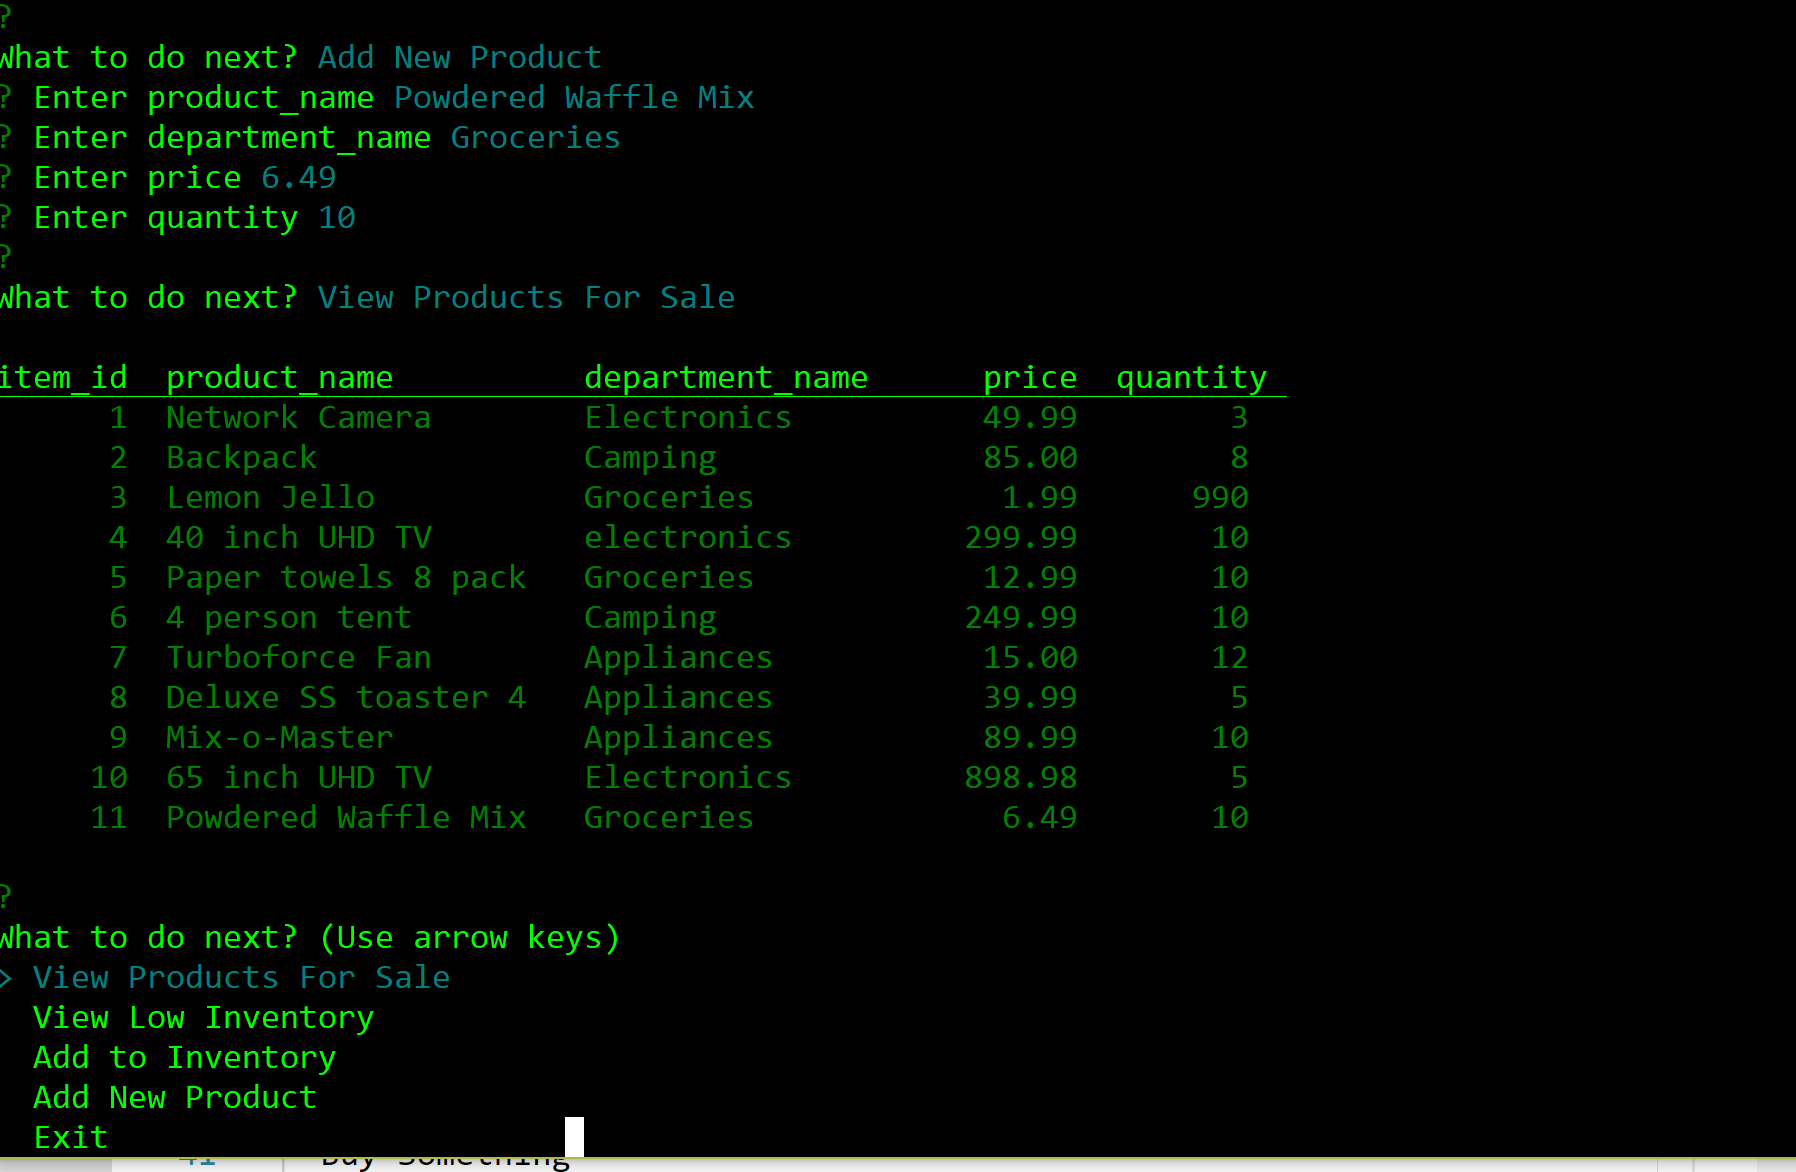 ?
What to do next? Add New Product
? Enter product_name Powdered Waffle Mix
? Enter department_name Groceries
? Enter price 6.49
? Enter quantity 10
?
What to do next? View Products For Sale
item_id product_name department_name price quantity
1 Network Camera Electronics 49.99 3
2 Backpack Camping 85.00 8
3 Lemon Jello Groceries 1.99 990
4 40 inch UHD TV electronics 299.99 10
5 Paper towels 8 pack Groceries 12.99 10
6 4 person tent Camping 249.99 10
7 Turboforce Fan Appliances 15.00 12
8 Deluxe SS toaster 4 Appliances 39.99 5
9 Mix-o-Master Appliances 89.99 10
10 65 inch UHD TV Electronics 898.98 5
11 Powdered Waffle Mix Groceries 6.49 10
?
What to do next? (Use arrow keys)
> View Products For Sale
View Low Inventory
Add to Inventory
Add New Product
Exit
41 Buy Something